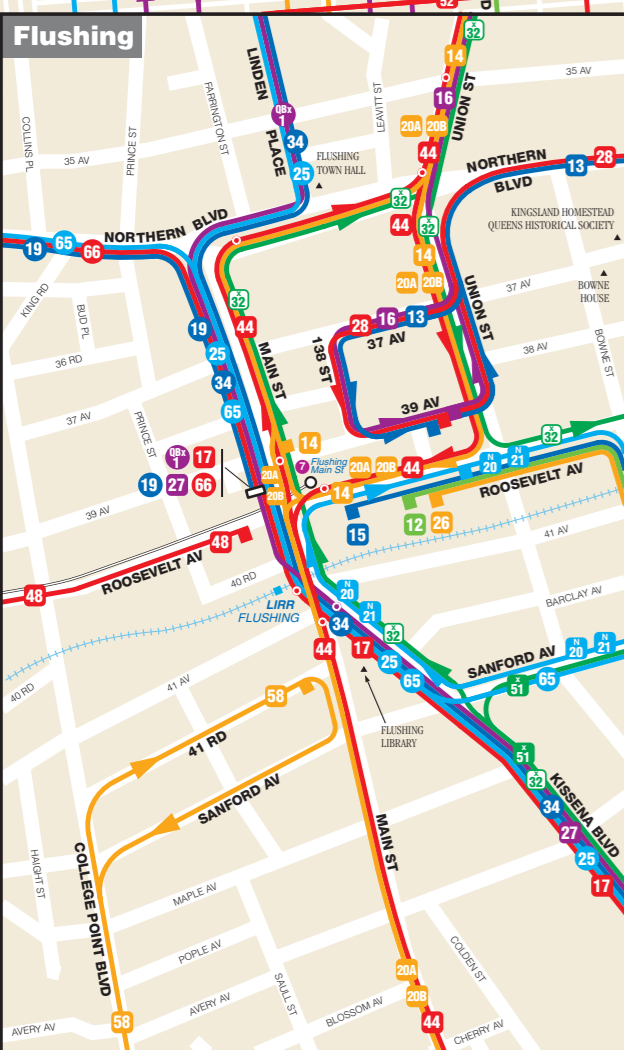 52
D
Flushing
X
32
14
UNION ST
35 AV
LINDEN
PLACE
FARRINGTON ST
LEAVITT ST
COLLINS PL
PRINCE ST
QBx
1
16
20A
20B
34
44
35 AV
FLUSHING
TOWN HALL
25
NORTHERN
BLVD
13
28
X
32
NORTHERN BLVD
44
X
32
KINGSLAND HOMESTEAD
QUEENS HISTORICAL SOCIETY
19
65
66
14
20A
20B
UNION ST
37 AV
BOWNE
HOUSE
KING RD
BUD PL
X
32
44
28
16
13
37 AV
138 ST
38 AV
BOWNE ST
19
25
34
65
MAIN ST
36 RD
37 AV
39 AV
PRINCE ST
14
X
32
QBx
1
17
19
27
66
7
Flushing
Main St
20A
20B
44
N
20
N
21
20A
20B
14
ROOSEVELT AV
39 AV
15
12
26
41 AV
48
48
ROOSEVELT AV
40 RD
LIRR
FLUSHING
N
20
N
21
X
32
34
BARCLAY AV
44
17
25
65
SANFORD AV
N
20
N
21
X
51
65
40 RD
41 AV
58
FLUSHING
LIBRARY
41 RD
SANFORD AV
X
51
X
32
34
27
25
17
KISSENA BLVD
MAIN ST
COLLEGE POINT BLVD
HAIGHT ST
MAPLE AV
POPLE AV
SAULL ST
COLDEN ST
AVERY AV
BLOSSOM AV
20A
20B
44
58
AVERY AV
CHERRY AV